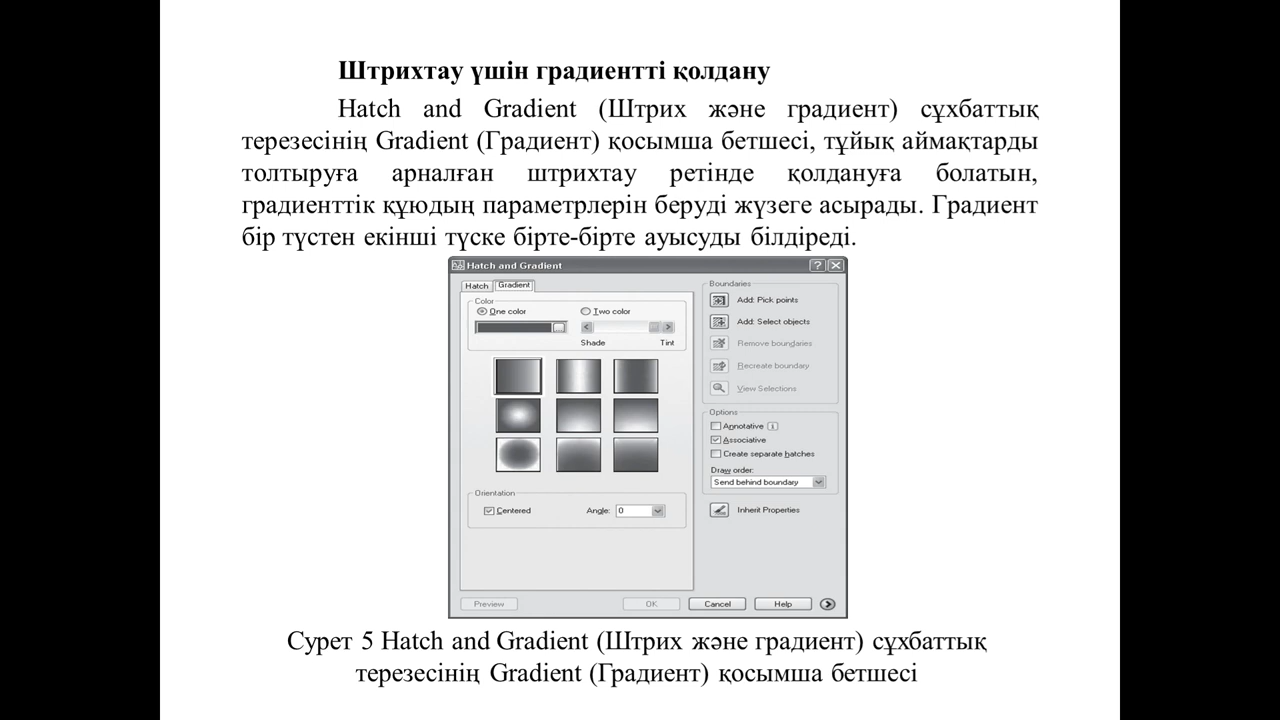 Штрихтау үшін градиентті қолдану
Hatch and Gradient (Штрих және градиент) сұхбаттық
терезесінің Gradient (Градиент) қосымша бетшесі, тұйық аймақтарды
толтыруға арналған штрихтау ретінде қолдануға болатын,
градиенттік құюдың параметрлерін беруді жүзеге асырады. Градиент
бір түстен екінші түске бірте-бірте ауысуды білдіреді.
Hatch and Gradient
Hatch Gradient
Color
One color Two color
Shade Tint
Orientation
Centered Angle: 0
Boundaries
Add: Pick points
Add: Select objects
Remove boundaries
Recreate boundary
View Selections
Options
Annotative
Associative
Create separate hatches
Draw order:
Send behind boundary
Inherit Properties
Preview OK Cancel Help
Сурет 5 Hatch and Gradient (Штрих және градиент) сұхбаттық
терезесінің Gradient (Градиент) қосымша бетшесі